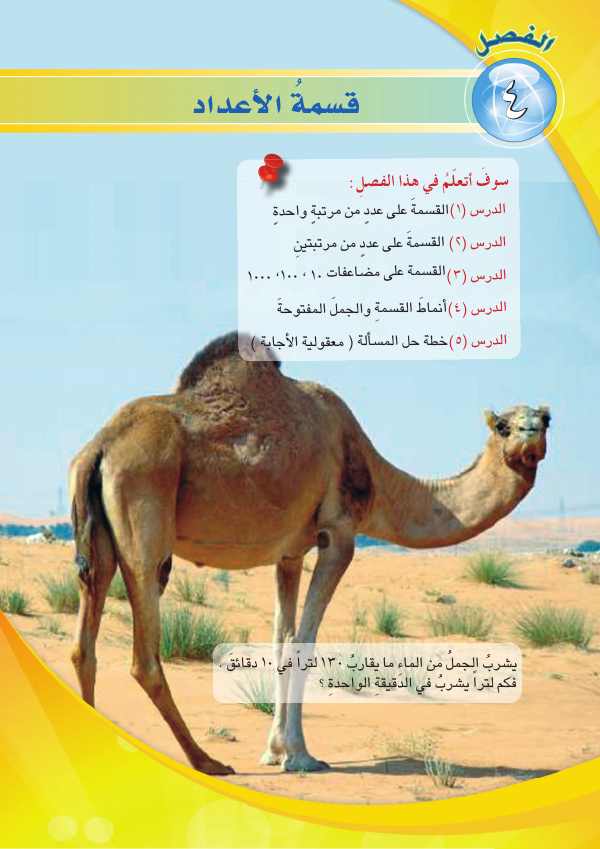 الفصل
٤
قسمةُ الأعداد
سوفَ أتعلّمُ في هذا الفصلِ :
الدرس (١) القسمةَ على عددٍ من مرتبةٍ واحدةٍ
الدرس (٢) القسمةَ على عددٍ من مرتبتينِ
الدرس (٣) القسمة على مضاعفات ١٠ ، ١٠٠، ١٠٠٠
الدرس (٤) أنماطَ القسمةِ والجملَ المفتوحةَ
الدرس (٥) خطة حل المسألة ( معقولية الأجابة )
يشربُ الجملُ من الماءِ ما يقاربُ ١٣٠ لتراً في ١٠ دقائقَ ،
فكم لتراً يشربُ في الدقيقةِ الواحدةِ ؟